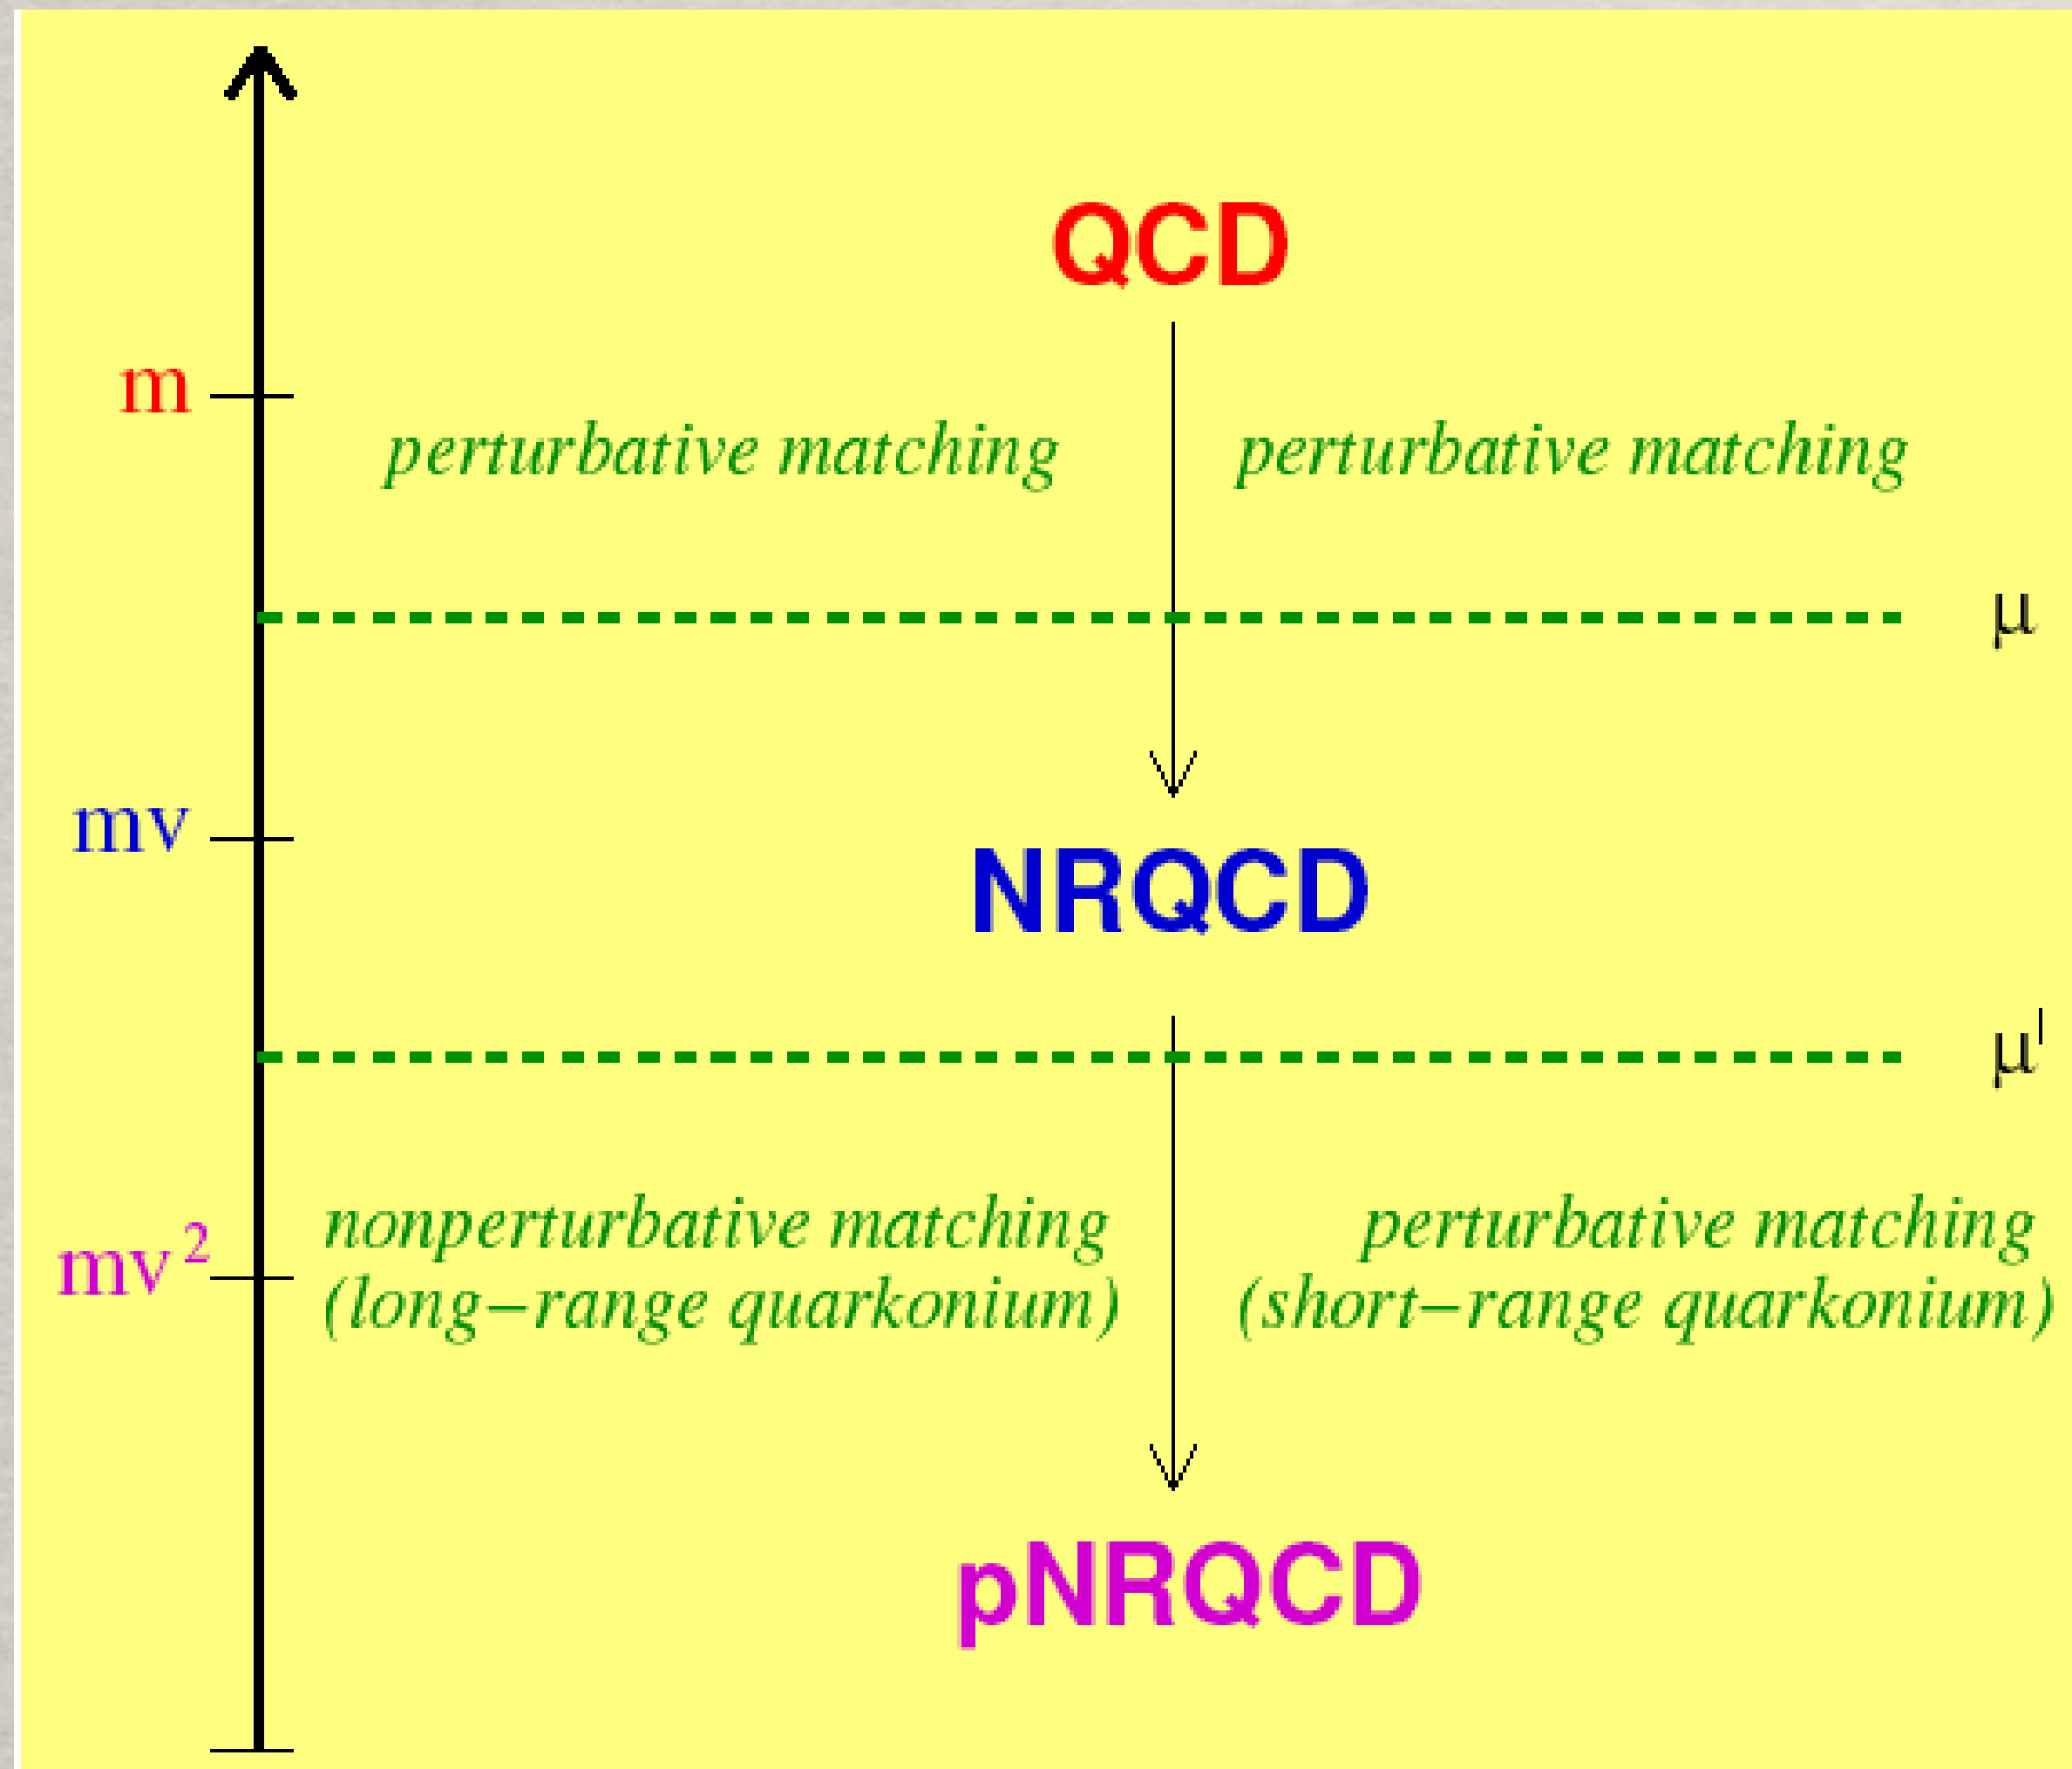 QCD
m
perturbative matching perturbative matching
μ
mv
NRQCD
μ'
nonperturbative matching perturbative matching
mv²
(long–range quarkonium) (short–range quarkonium)
pNRQCD